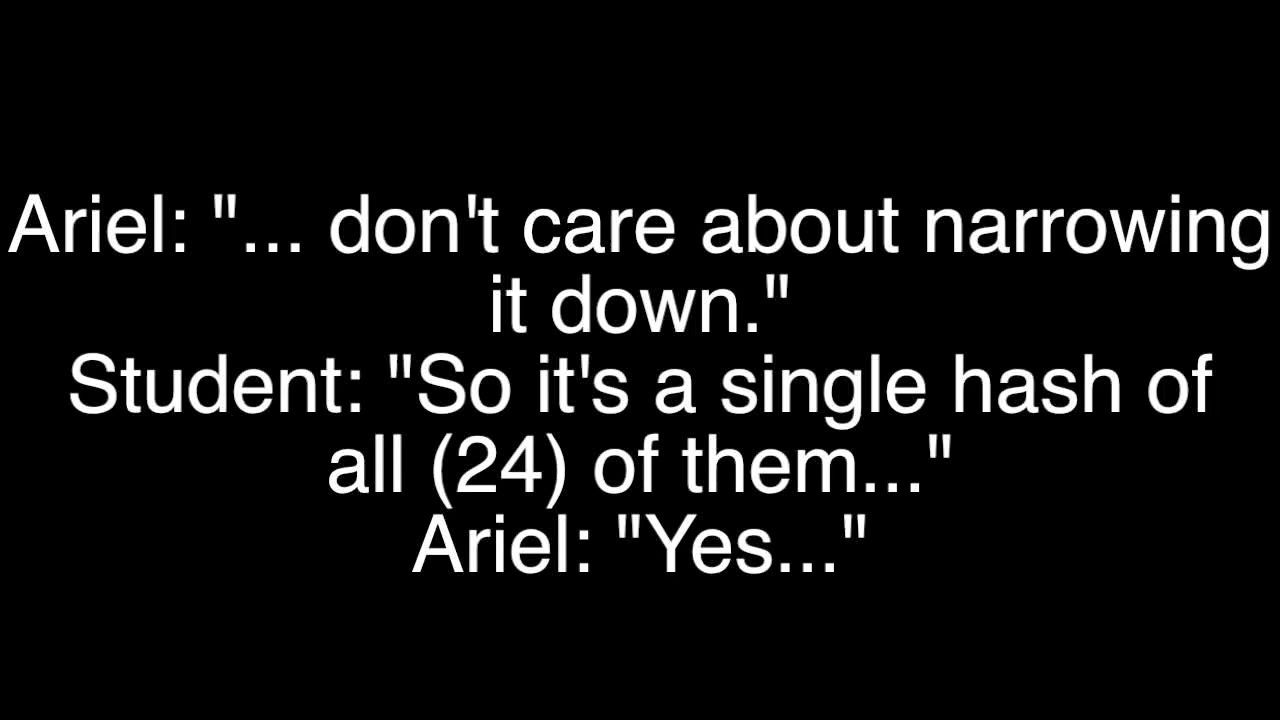 Ariel: "... don't care about narrowing
it down."
Student: "So it's a single hash of
all (24) of them..."
Ariel: "Yes..."